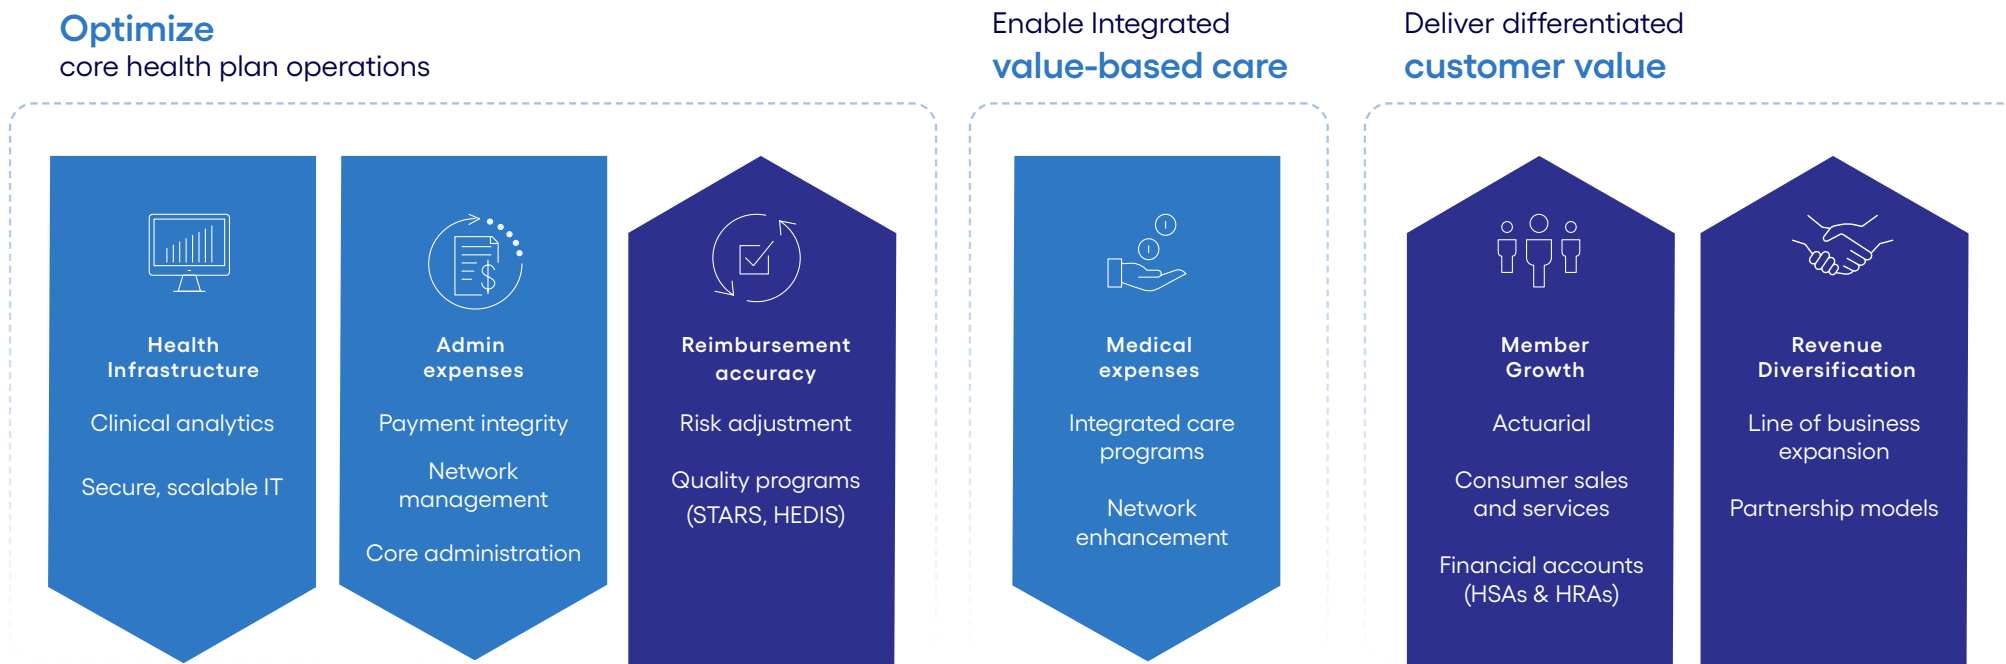 Optimize
core health plan operations
Health
Infrastructure
Clinical analytics
Secure, scalable IT
Admin
expenses
Payment integrity
Network
management
Core administration
Reimbursement
accuracy
Risk adjustment
Quality programs
(STARS, HEDIS)
Enable Integrated
value-based care
Medical
expenses
Integrated care
programs
Network
enhancement
Deliver differentiated
customer value
Member
Growth
Actuarial
Consumer sales
and services
Financial accounts
(HSAs & HRAs)
Revenue
Diversification
Line of business
expansion
Partnership models